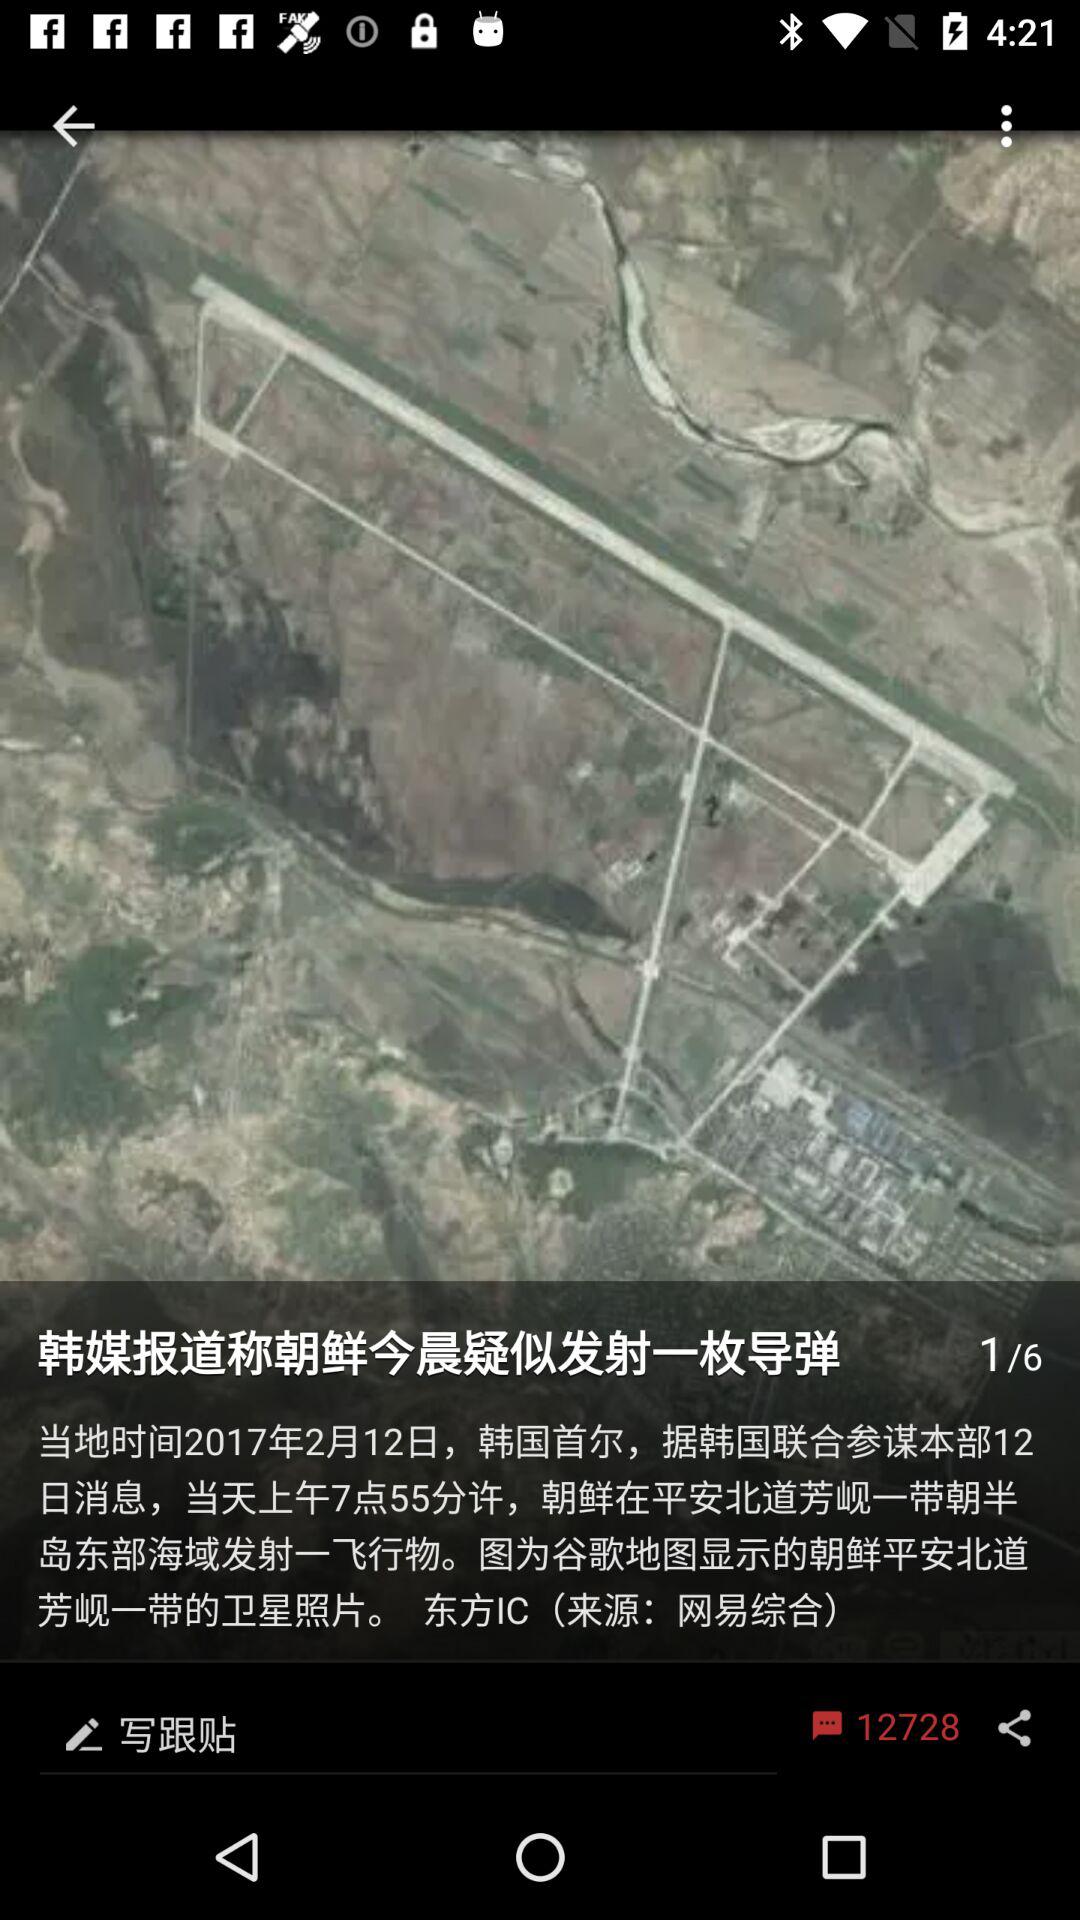 FAKE
4:21
韩媒报道称朝鲜今晨疑似发射一枚导弹
1/6
当地时间2017年2月12日，韩国首尔，据韩国联合参谋本部12
日消息，当天上午7点55分许，朝鲜在平安北道芳岘一带朝半
岛东部海域发射一飞行物。图为谷歌地图显示的朝鲜平安北道
芳岘一带的卫星照片。 东方IC（来源：网易综合）
写跟贴
12728